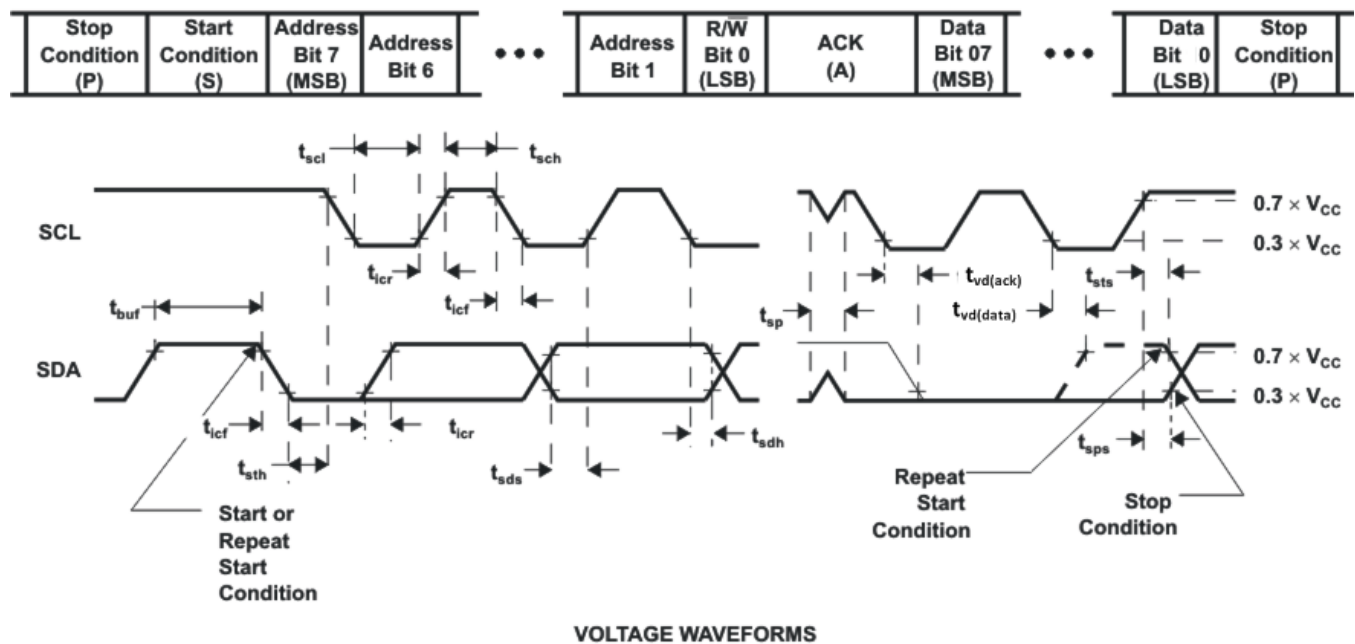 Stop
Condition
(P)
Start
Condition
(S)
Address
Bit 7
(MSB)
Address
Bit 6
•••
Address
Bit 1
R/W̅
Bit 0
(LSB)
ACK
(A)
Data
Bit 07
(MSB)
•••
Data
Bit 0
(LSB)
Stop
Condition
(P)
tscl
tsch
SCL
0.7 × VCC
0.3 × VCC
ticr
ticf
tvd(ack)
tsts
tbuf
tsp
tvd(data)
SDA
0.7 × VCC
0.3 × VCC
ticf
ticr
tsth
tsds
tsdh
tsps
Start or
Repeat
Start
Condition
Repeat
Start
Condition
Stop
Condition
VOLTAGE WAVEFORMS